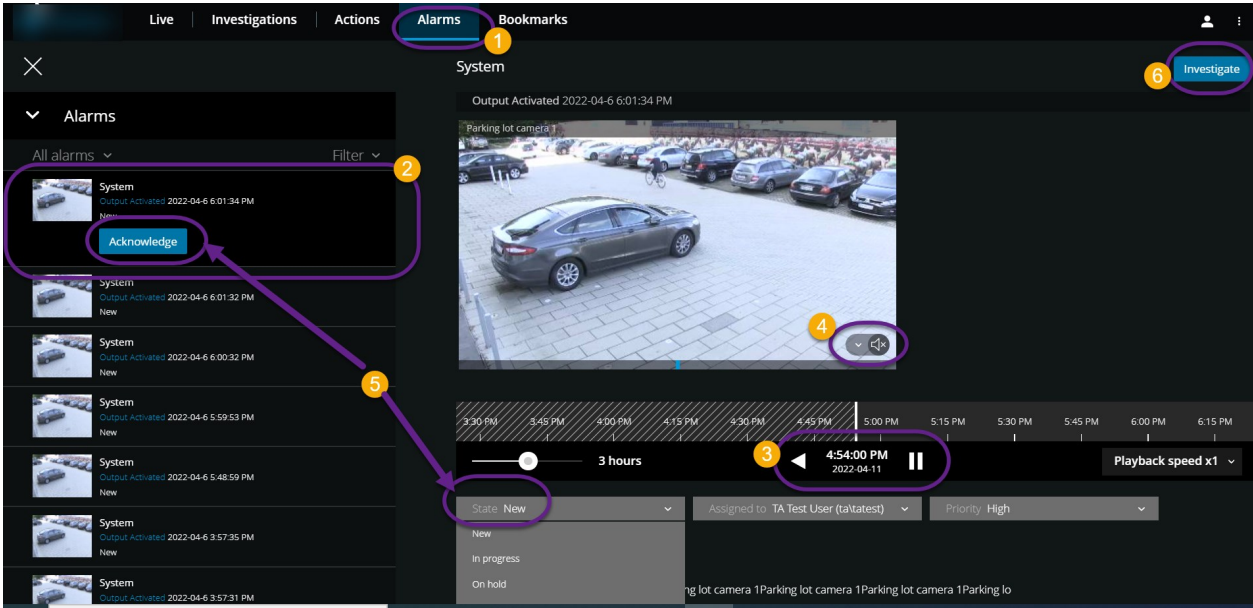 Live Investigations Actions Alarms Bookmarks
1
System
6
Investigate
Alarms
Output Activated 2022-04-6 6:01:34 PM
Parking lot camera 1
All alarms Filter
2
System
Output Activated 2022-04-6 6:01:34 PM
New
Acknowledge
System
Output Activated 2022-04-6 6:01:32 PM
New
System
Output Activated 2022-04-6 6:00:32 PM
New
System
Output Activated 2022-04-6 5:59:53 PM
New
System
Output Activated 2022-04-6 5:48:59 PM
New
System
Output Activated 2022-04-6 3:57:35 PM
New
System
Output Activated 2022-04-6 3:57:31 PM
4
5
3:30 PM 3:45 PM 4:00 PM 4:15 PM 4:30 PM 4:45 PM 5:00 PM 5:15 PM 5:30 PM 5:45 PM 6:00 PM 6:15 PM
3 hours
3
4:54:00 PM
2022-04-11
Playback speed x1
State New
Assigned to TA Test User (ta\tatest)
Priority High
New
In progress
On hold
ng lot camera 1Parking lot camera 1Parking lot camera 1Parking lo